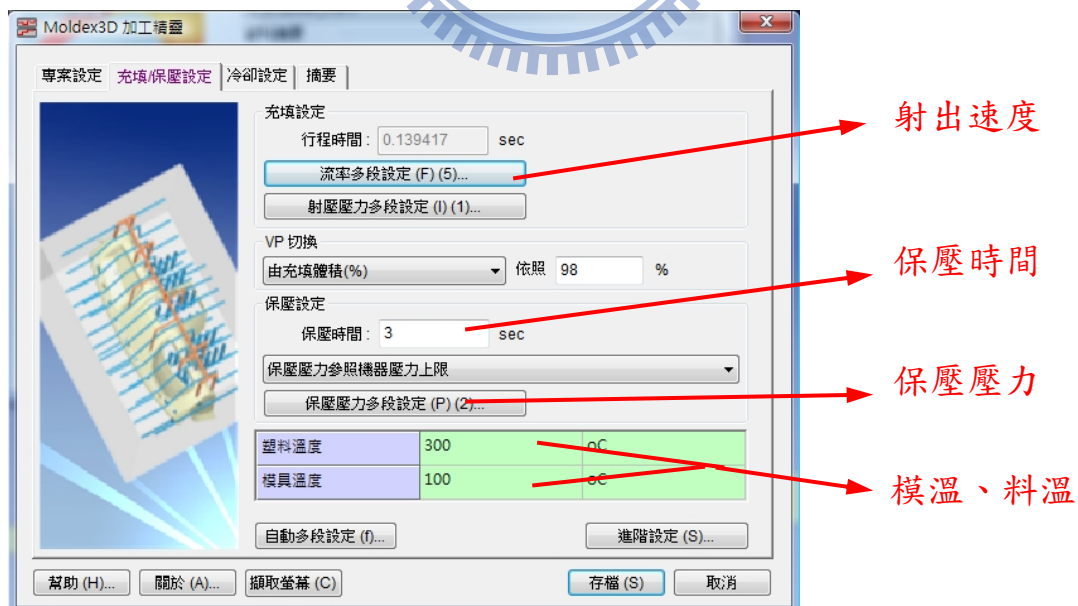 Moldex3D 加工精靈
專案設定 充填/保壓設定 冷卻設定 摘要
充填設定
行程時間: 0.139417 sec
流率多段設定 (F) (5)...
射壓壓力多段設定 (I) (1)...
VP 切換
由充填體積(%) 依照 98 %
保壓設定
保壓時間: 3 sec
保壓壓力參照機器壓力上限
保壓壓力多段設定 (P) (2)...
塑料溫度 300 oC
模具溫度 100 oC
自動多段設定 (f)... 進階設定 (S)...
幫助 (H)... 關於 (A)... 擷取螢幕 (C) 存檔 (S) 取消
射出速度
保壓時間
保壓壓力
模溫、料溫